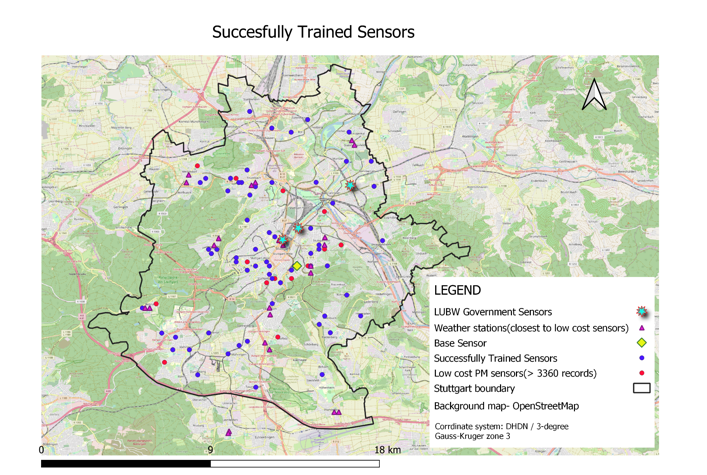 Succesfully Trained Sensors
LEGEND
LUBW Government Sensors
Weather stations(closest to low cost sensors)
Base Sensor
Successfully Trained Sensors
Low cost PM sensors(> 3360 records)
Stuttgart boundary
Background map- OpenStreetMap
Corrdinate system: DHDN / 3-degree
Gauss-Kruger zone 3
0 9 18 km